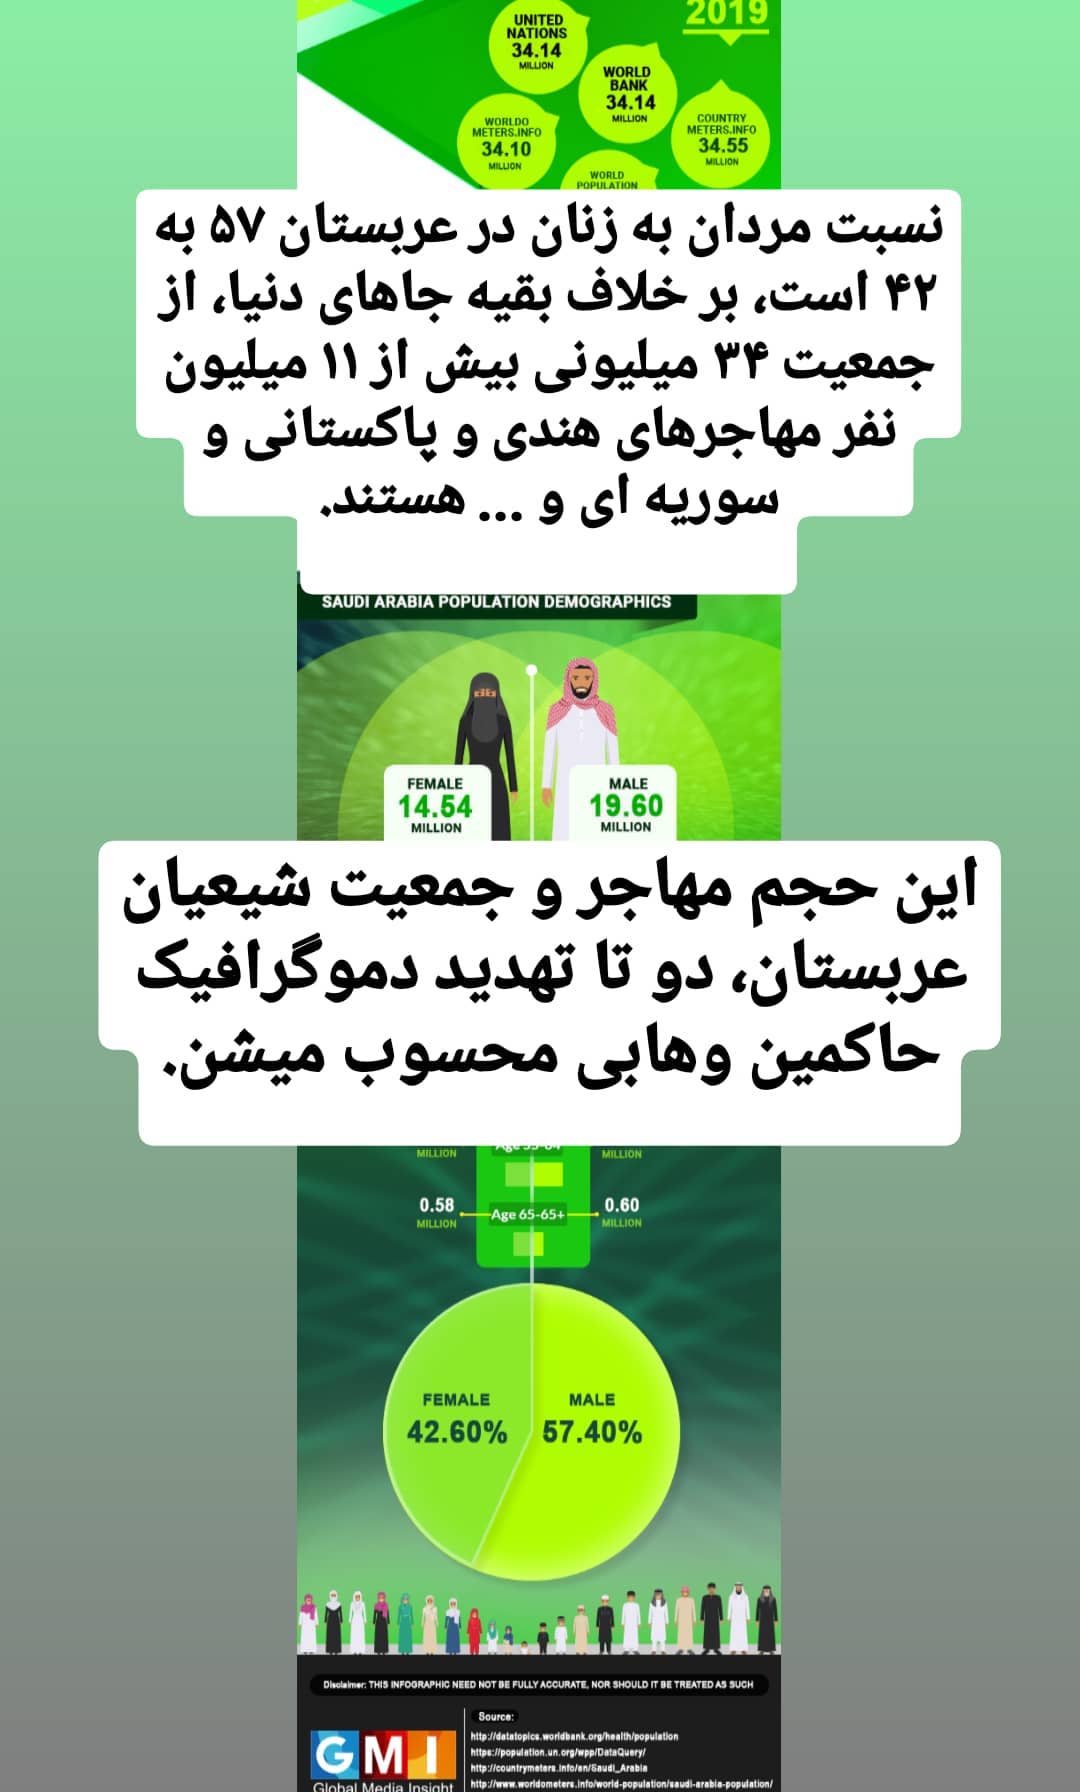 2019
UNITED
NATIONS
34.14
MILLION
WORLD
BANK
34.14
MILLION
WORLDO
METERS.INFO
34.10
MILLION
COUNTRY
METERS.INFO
34.55
MILLION
WORLD
POPULATION
نسبت مردان به زنان در عربستان ۵۷ به
۴۲ است، بر خلاف بقیه جاهای دنیا، از
جمعیت ۳۴ میلیونی بیش از ۱۱ میلیون
نفر مهاجرهای هندی و پاکستانی و
سوریه ای و ... هستند.
SAUDI ARABIA POPULATION DEMOGRAPHICS
FEMALE
14.54
MILLION
MALE
19.60
MILLION
این حجم مهاجر و جمعیت شیعیان
عربستان، دو تا تهدید دموگرافیک
حاکمین وهابی محسوب میشن.
MILLION
Age 55-64
MILLION
0.58
MILLION
Age 65-65+
0.60
MILLION
FEMALE
42.60%
MALE
57.40%
Disclaimer: THIS INFOGRAPHIC NEED NOT BE FULLY ACCURATE, NOR SHOULD IT BE TREATED AS SUCH
GMI
Global Media Insight
Source:
http://datatopics.worldbank.org/health/population
https://population.un.org/wpp/DataQuery/
http://countrymeters.info/en/Saudi_Arabia
http://www.worldometers.info/world-population/saudi-arabia-population/